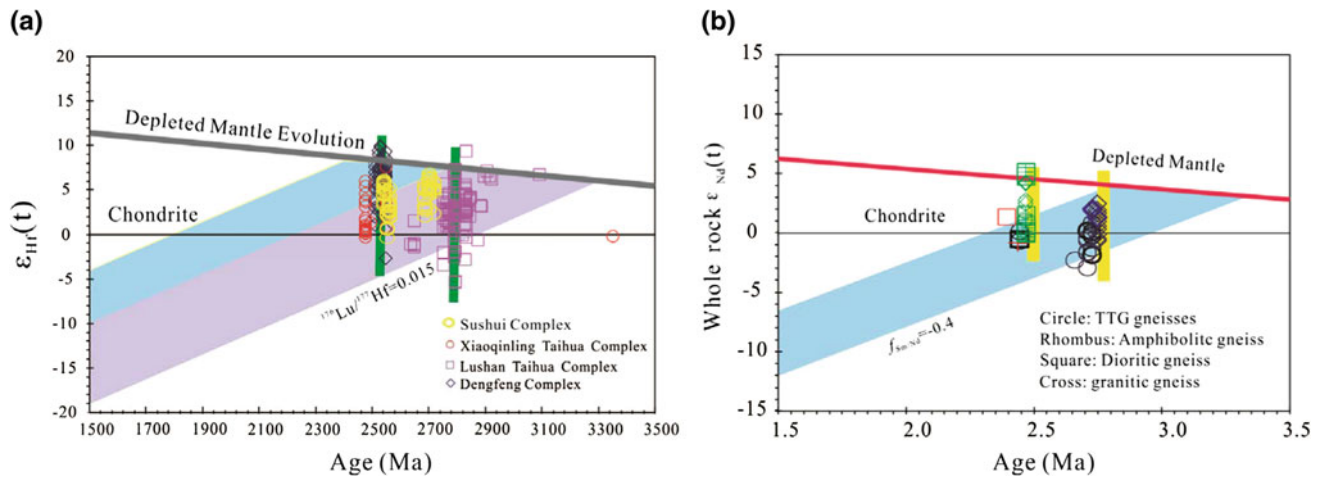 (a)
20
15
10
5
0
-5
-10
-15
-20
εHf(t)
Depleted Mantle Evolution
Chondrite
¹⁷⁶Lu/¹⁷⁷Hf=0.015
Sushui Complex
Xiaoqinling Taihua Complex
Lushan Taihua Complex
Dengfeng Complex
1500 1700 1900 2100 2300 2500 2700 2900 3100 3300 3500
Age (Ma)
(b)
15
10
5
0
-5
-10
-15
Whole rock ε Nd(t)
Depleted Mantle
Chondrite
fSm-Nd=-0.4
Circle: TTG gneisses
Rhombus: Amphibolitc gneiss
Square: Dioritic gneiss
Cross: granitic gneiss
1.5 2.0 2.5 3.0 3.5
Age (Ma)